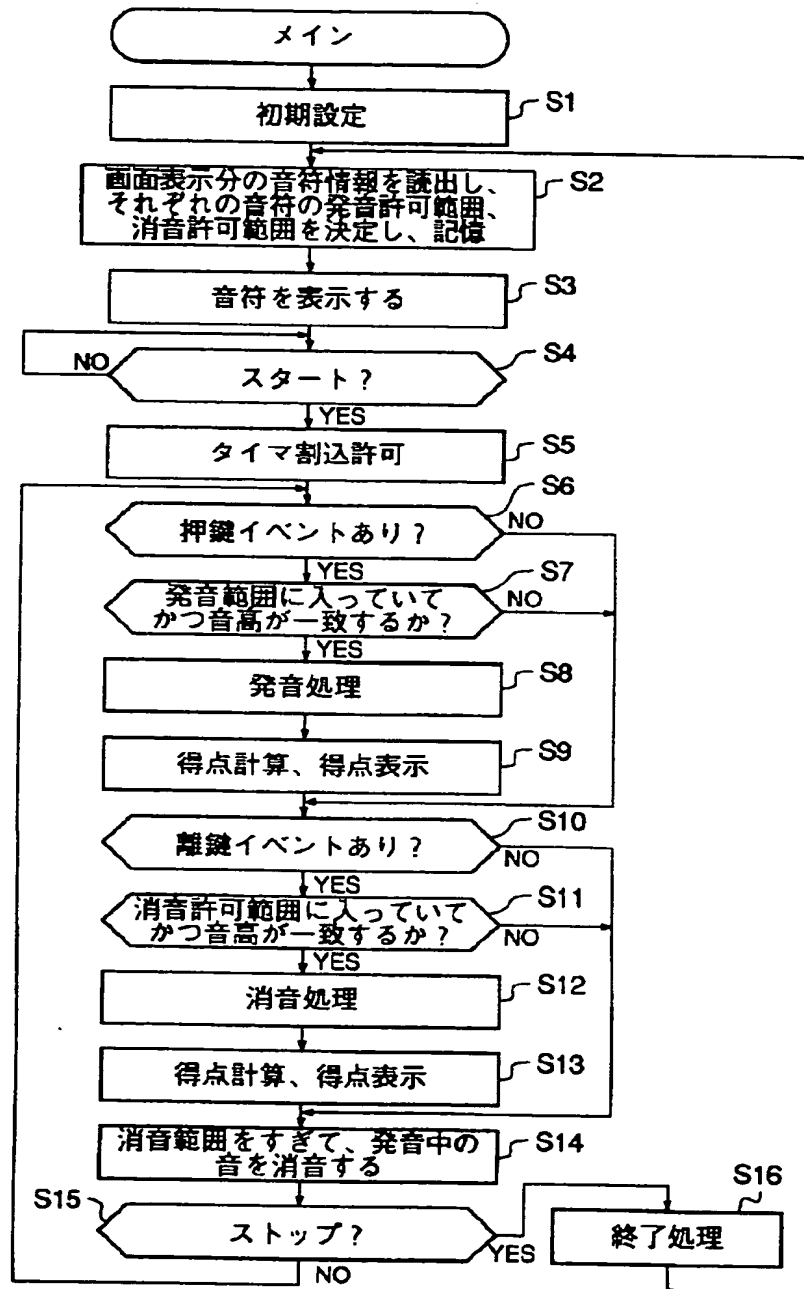 メイン
初期設定
S1
画面表示分の音符情報を読出し、
それぞれの音符の発音許可範囲、
消音許可範囲を決定し、記憶
S2
音符を表示する
S3
スタート？
S4
NO
YES
タイマ割込許可
S5
押鍵イベントあり？
S6
NO
YES
発音範囲に入っていて
かつ音高が一致するか？
S7
NO
YES
発音処理
S8
得点計算、得点表示
S9
離鍵イベントあり？
S10
NO
YES
消音許可範囲に入っていて
かつ音高が一致するか？
S11
NO
YES
消音処理
S12
得点計算、得点表示
S13
消音範囲をすぎて、発音中の
音を消音する
S14
S15
ストップ？
YES
NO
S16
終了処理